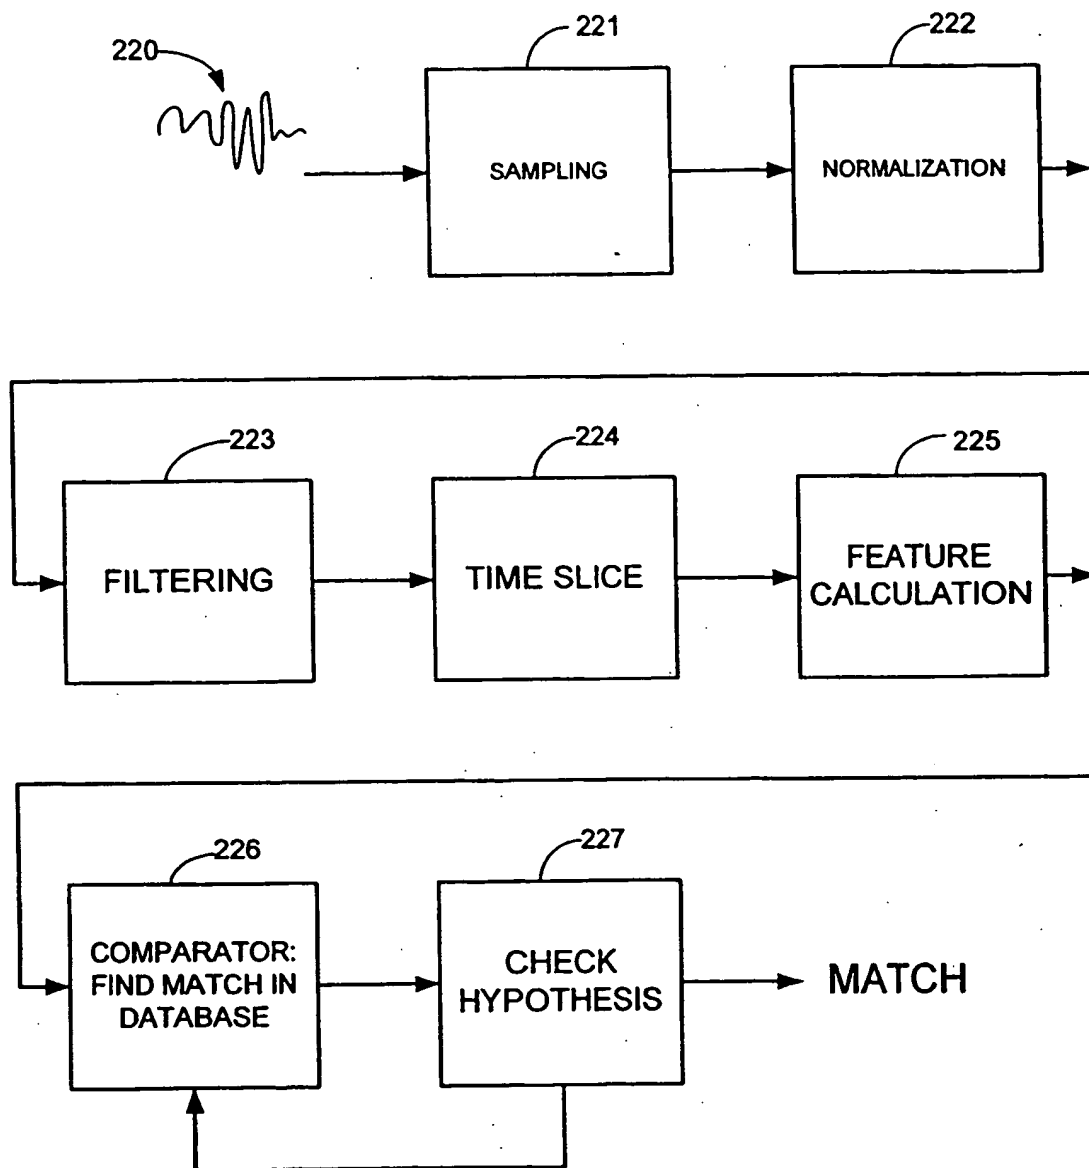 220
221
222
SAMPLING
NORMALIZATION
223
224
225
FILTERING
TIME SLICE
FEATURE
CALCULATION
226
227
COMPARATOR:
FIND MATCH IN
DATABASE
CHECK
HYPOTHESIS
MATCH